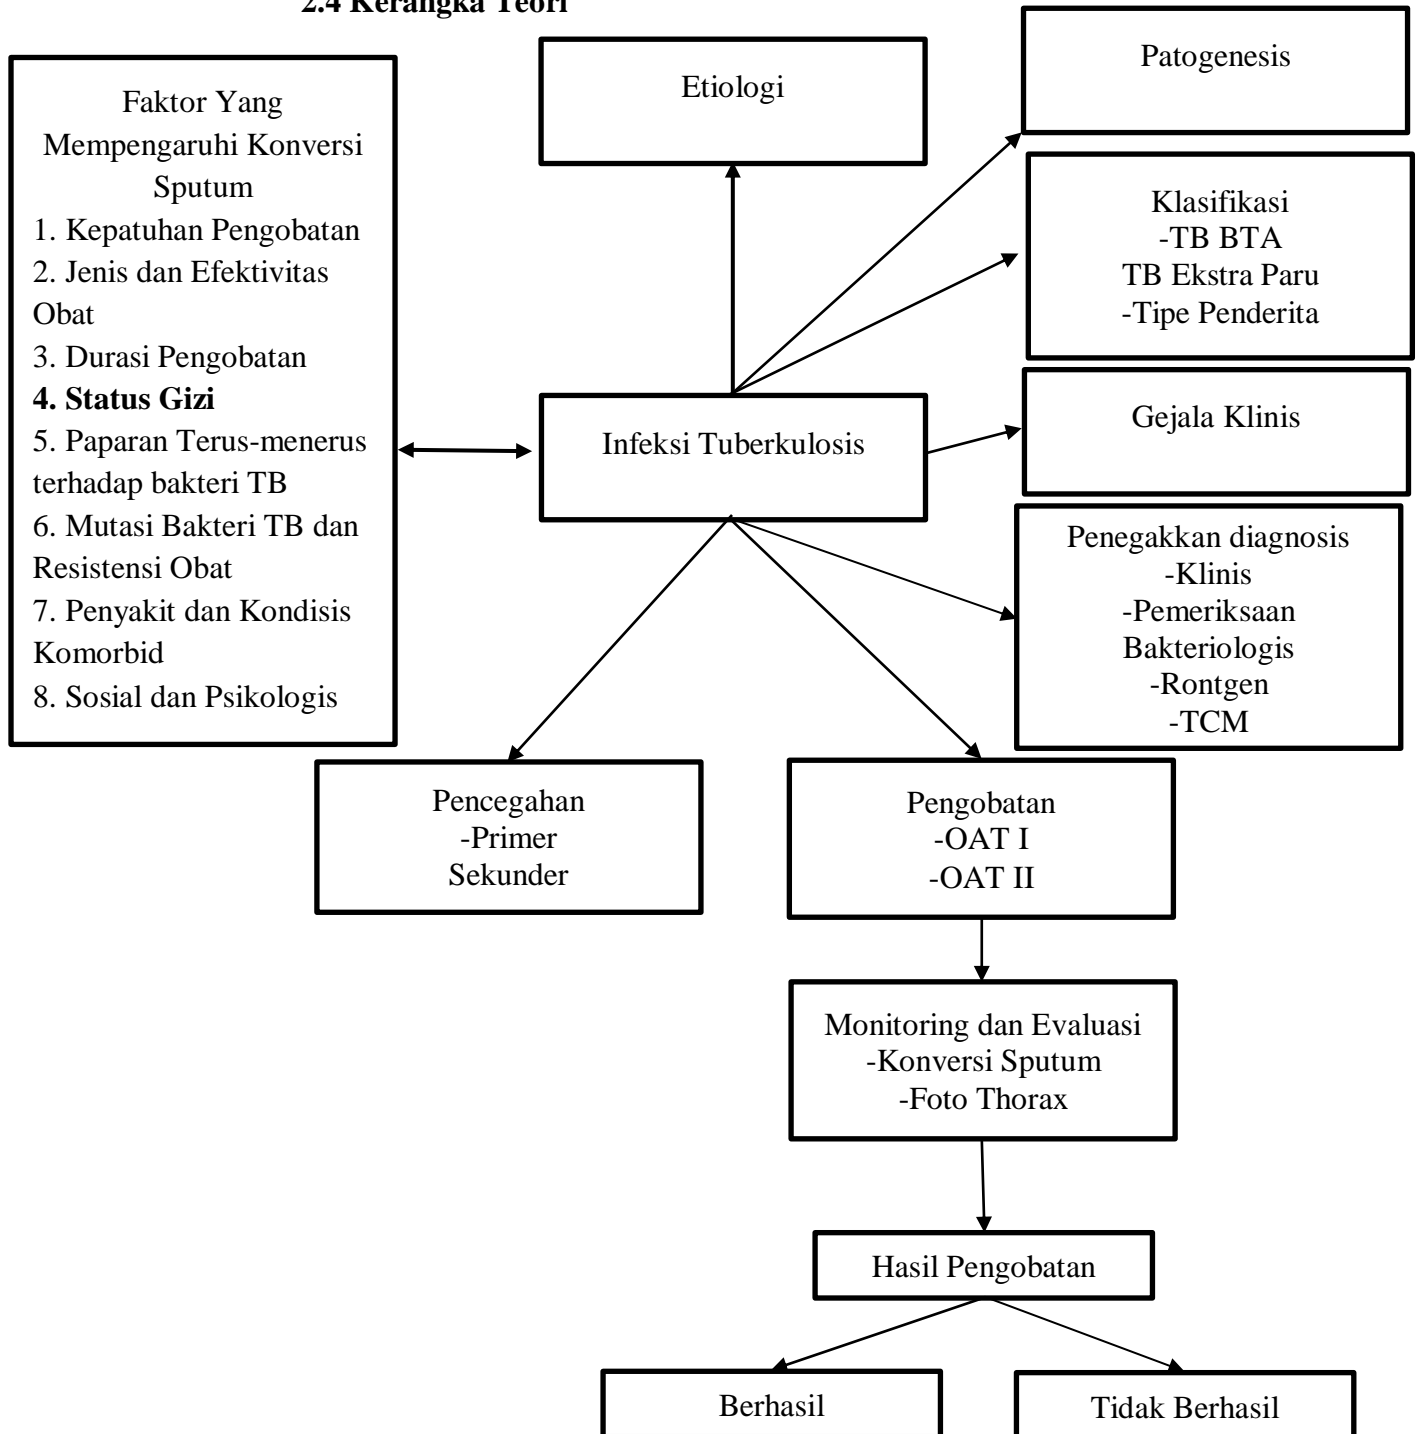 2.4 Kerangka Teori
Faktor Yang
Mempengaruhi Konversi
Sputum
1. Kepatuhan Pengobatan
2. Jenis dan Efektivitas
Obat
3. Durasi Pengobatan
4. Status Gizi
5. Paparan Terus-menerus
terhadap bakteri TB
6. Mutasi Bakteri TB dan
Resistensi Obat
7. Penyakit dan Kondisis
Komorbid
8. Sosial dan Psikologis
Etiologi
Patogenesis
Klasifikasi
-TB BTA
TB Ekstra Paru
-Tipe Penderita
Infeksi Tuberkulosis
Gejala Klinis
Penegakkan diagnosis
-Klinis
-Pemeriksaan
Bakteriologis
-Rontgen
-TCM
Pencegahan
-Primer
Sekunder
Pengobatan
-OAT I
-OAT II
Monitoring dan Evaluasi
-Konversi Sputum
-Foto Thorax
Hasil Pengobatan
Berhasil
Tidak Berhasil